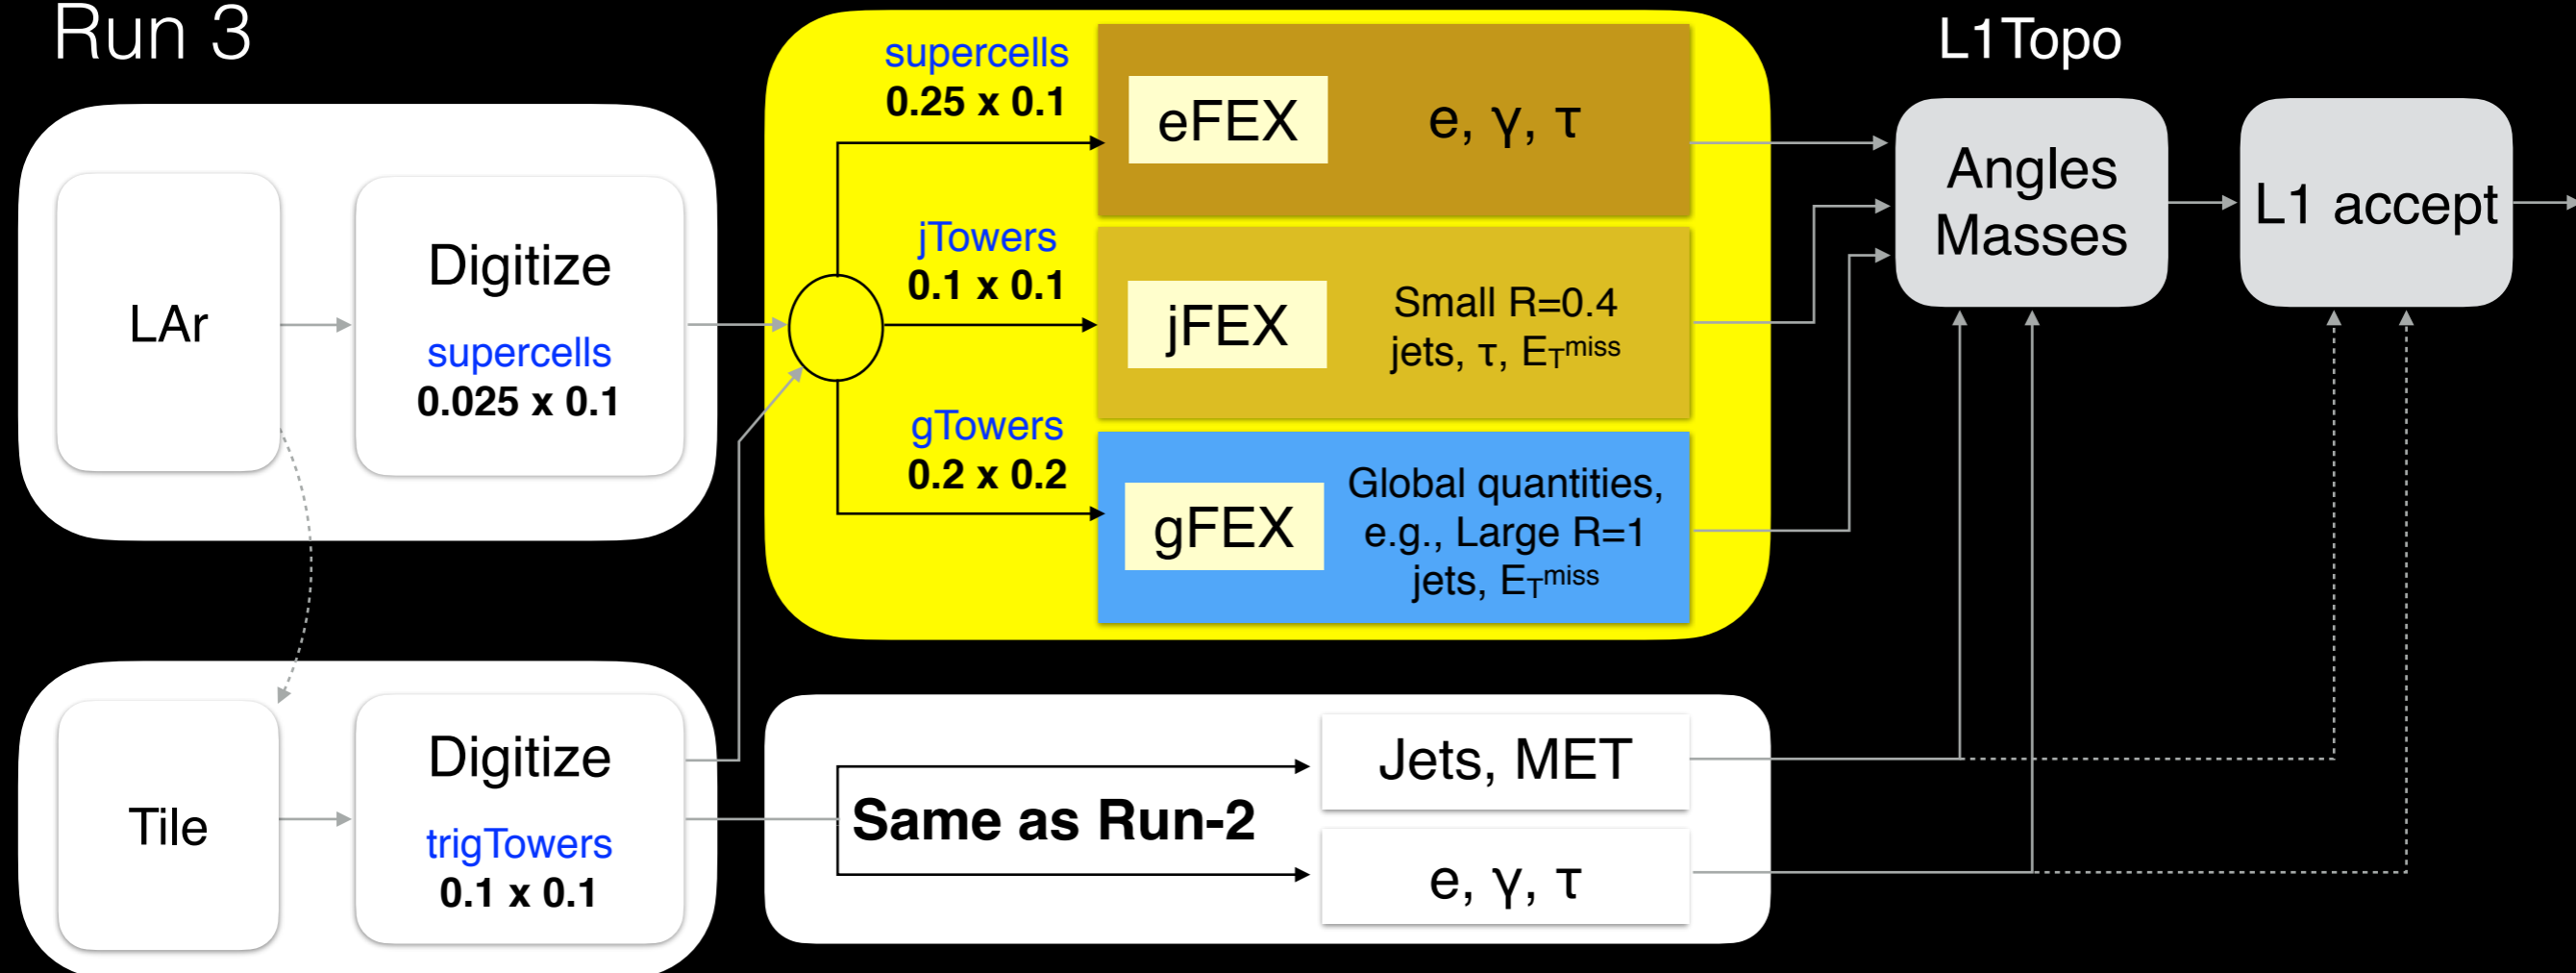 Run 3
LAr
Digitize
supercells
0.025 x 0.1
Tile
Digitize
trigTowers
0.1 x 0.1
supercells
0.25 x 0.1
eFEX
e, γ, τ
jTowers
0.1 x 0.1
jFEX
Small R=0.4
jets, τ, ETmiss
gTowers
0.2 x 0.2
gFEX
Global quantities,
e.g., Large R=1
jets, ETmiss
Same as Run-2
Jets, MET
e, γ, τ
L1Topo
Angles
Masses
L1 accept